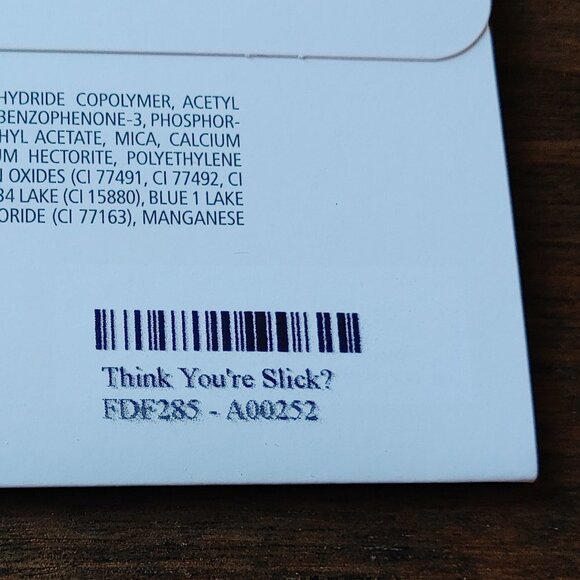 HYDRIDE COPOLYMER, ACETYL
BENZOPHENONE-3, PHOSPHOR-
HYL ACETATE, MICA, CALCIUM
UM HECTORITE, POLYETHYLENE
N OXIDES (CI 77491, CI 77492, CI
34 LAKE (CI 15880), BLUE 1 LAKE
ORIDE (CI 77163), MANGANESE
Think You're Slick?
FDF285 - A00252